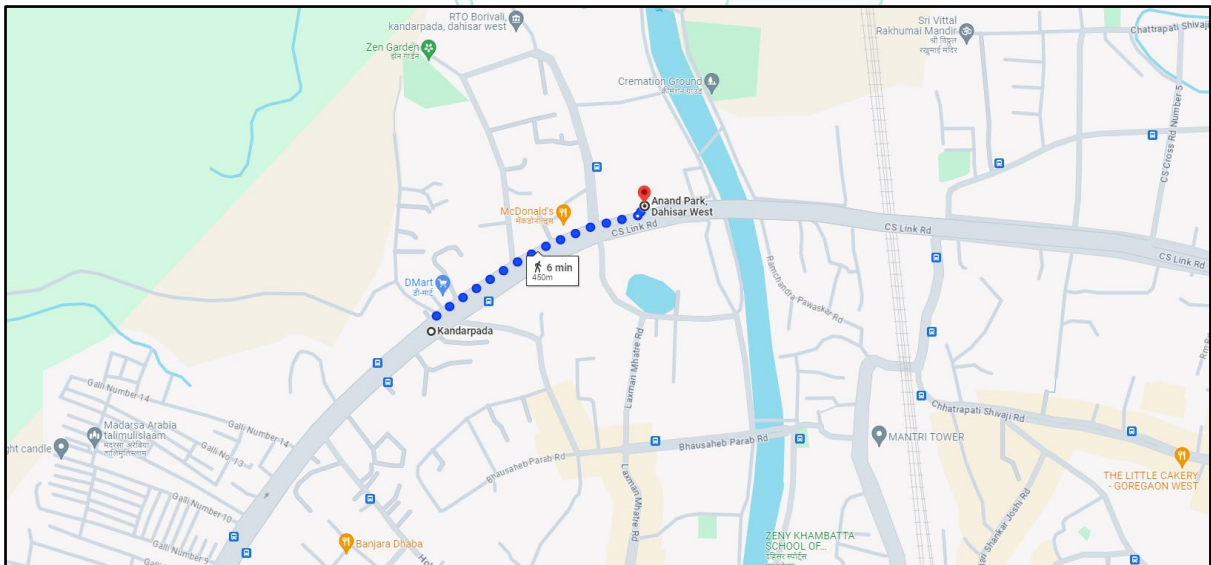 RTO Borivali,
kandarpada, dahisar west
Zen Garden
झेन गार्डन
Sri Vittal
Rakhumai Mandir
श्री विठ्ठल
रखुमाई मंदिर
Chattrapati Shivaji
Cremation Ground
CS Cross Rd Number 5
McDonald's
मॅकडोनाल्ड्स
Anand Park,
Dahisar West
CS Link Rd
CS Link Rd
CS Link Rd
6 min
450m
DMart
डी-मार्ट
Kandarpada
Ramchandra Pawaskar Rd
Laxman Mhatre Rd
Galli Number 14
Galli Number 14
Galli No. 13
Madarsa Arabia
talimulislaam
मदरसा अरेबिया
तालिमुलिस्लाम
ght candle
Galli Number 10
Galli Number 9
Bhausaheb Parab Rd
Bhausaheb Parab Rd
Laxman Mhatre Rd
Chhatrapati Shivaji Rd
MANTRI TOWER
THE LITTLE CAKERY
- GOREGAON WEST
Banjara Dhaba
Hol
ari Shankar Joshi Rd
ZENY KHAMBATTA
SCHOOL OF...
दहिसर स्पोर्ट्स